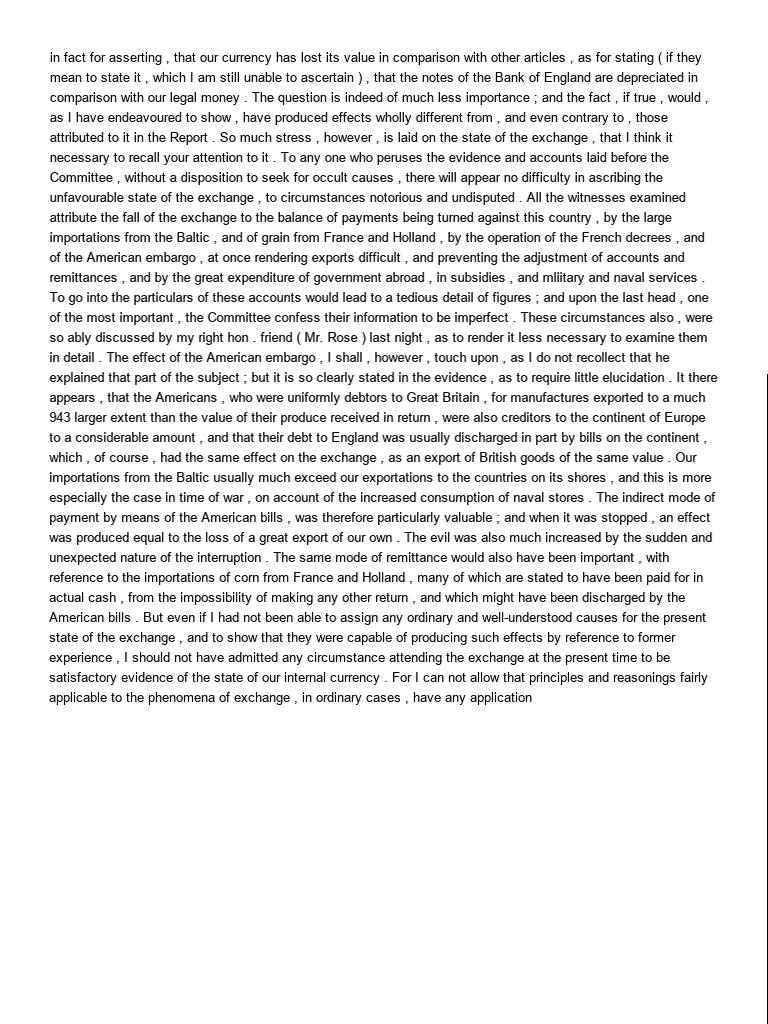 in fact for asserting , that our currency has lost its value in comparison with other articles , as for stating ( if they
mean to state it , which I am still unable to ascertain ) , that the notes of the Bank of England are depreciated in
comparison with our legal money . The question is indeed of much less importance ; and the fact , if true , would ,
as I have endeavoured to show , have produced effects wholly different from , and even contrary to , those
attributed to it in the Report . So much stress , however , is laid on the state of the exchange , that I think it
necessary to recall your attention to it . To any one who peruses the evidence and accounts laid before the
Committee , without a disposition to seek for occult causes , there will appear no difficulty in ascribing the
unfavourable state of the exchange , to circumstances notorious and undisputed . All the witnesses examined
attribute the fall of the exchange to the balance of payments being turned against this country , by the large
importations from the Baltic , and of grain from France and Holland , by the operation of the French decrees , and
of the American embargo , at once rendering exports difficult , and preventing the adjustment of accounts and
remittances , and by the great expenditure of government abroad , in subsidies , and mliitary and naval services .
To go into the particulars of these accounts would lead to a tedious detail of figures ; and upon the last head , one
of the most important , the Committee confess their information to be imperfect . These circumstances also , were
so ably discussed by my right hon . friend ( Mr. Rose ) last night , as to render it less necessary to examine them
in detail . The effect of the American embargo , I shall , however , touch upon , as I do not recollect that he
explained that part of the subject ; but it is so clearly stated in the evidence , as to require little elucidation . It there
appears , that the Americans , who were uniformly debtors to Great Britain , for manufactures exported to a much
943 larger extent than the value of their produce received in return , were also creditors to the continent of Europe
to a considerable amount , and that their debt to England was usually discharged in part by bills on the continent ,
which , of course , had the same effect on the exchange , as an export of British goods of the same value . Our
importations from the Baltic usually much exceed our exportations to the countries on its shores , and this is more
especially the case in time of war , on account of the increased consumption of naval stores . The indirect mode of
payment by means of the American bills , was therefore particularly valuable ; and when it was stopped , an effect
was produced equal to the loss of a great export of our own . The evil was also much increased by the sudden and
unexpected nature of the interruption . The same mode of remittance would also have been important , with
reference to the importations of corn from France and Holland , many of which are stated to have been paid for in
actual cash , from the impossibility of making any other return , and which might have been discharged by the
American bills . But even if I had not been able to assign any ordinary and well-understood causes for the present
state of the exchange , and to show that they were capable of producing such effects by reference to former
experience , I should not have admitted any circumstance attending the exchange at the present time to be
satisfactory evidence of the state of our internal currency . For I can not allow that principles and reasonings fairly
applicable to the phenomena of exchange , in ordinary cases , have any application